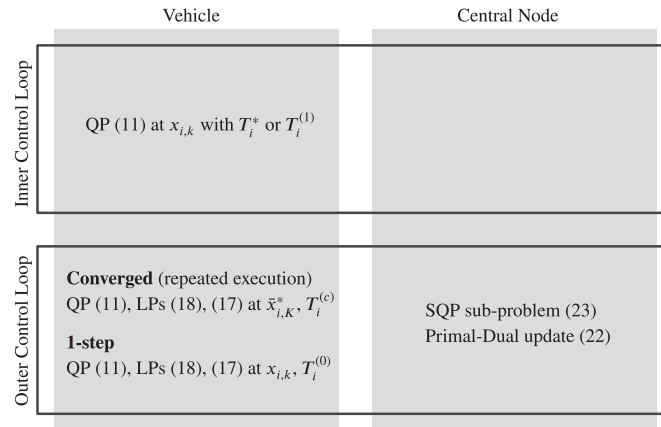 Vehicle
Central Node
Inner Control Loop
QP (11) at x_{i,k} with T_i^* or T_i^{(1)}
Outer Control Loop
Converged (repeated execution)
QP (11), LPs (18), (17) at x̄_{i,K}^*, T_i^{(c)}
1-step
QP (11), LPs (18), (17) at x_{i,k}, T_i^{(0)}
SQP sub-problem (23)
Primal-Dual update (22)